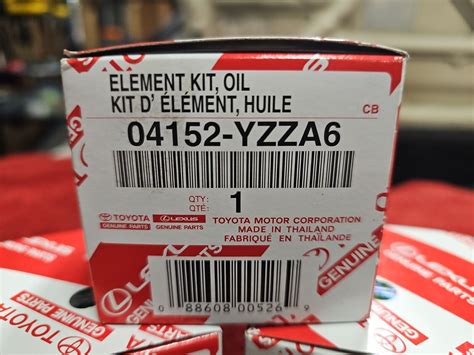 ELEMENT KIT, OIL
KIT D' ÉLÉMENT, HUILE
CB
04152-YZZA6
QTY:
QTÉ:
1
TOYOTA
GENUINE PARTS
LEXUS
GENUINE PARTS
TOYOTA MOTOR CORPORATION
MADE IN THAILAND
FABRIQUÉ EN THAÏLANDE
0 88608 00526 9
LEXUS
GENUINE
TOYOTA
GENUINE PARTS
LEXUS